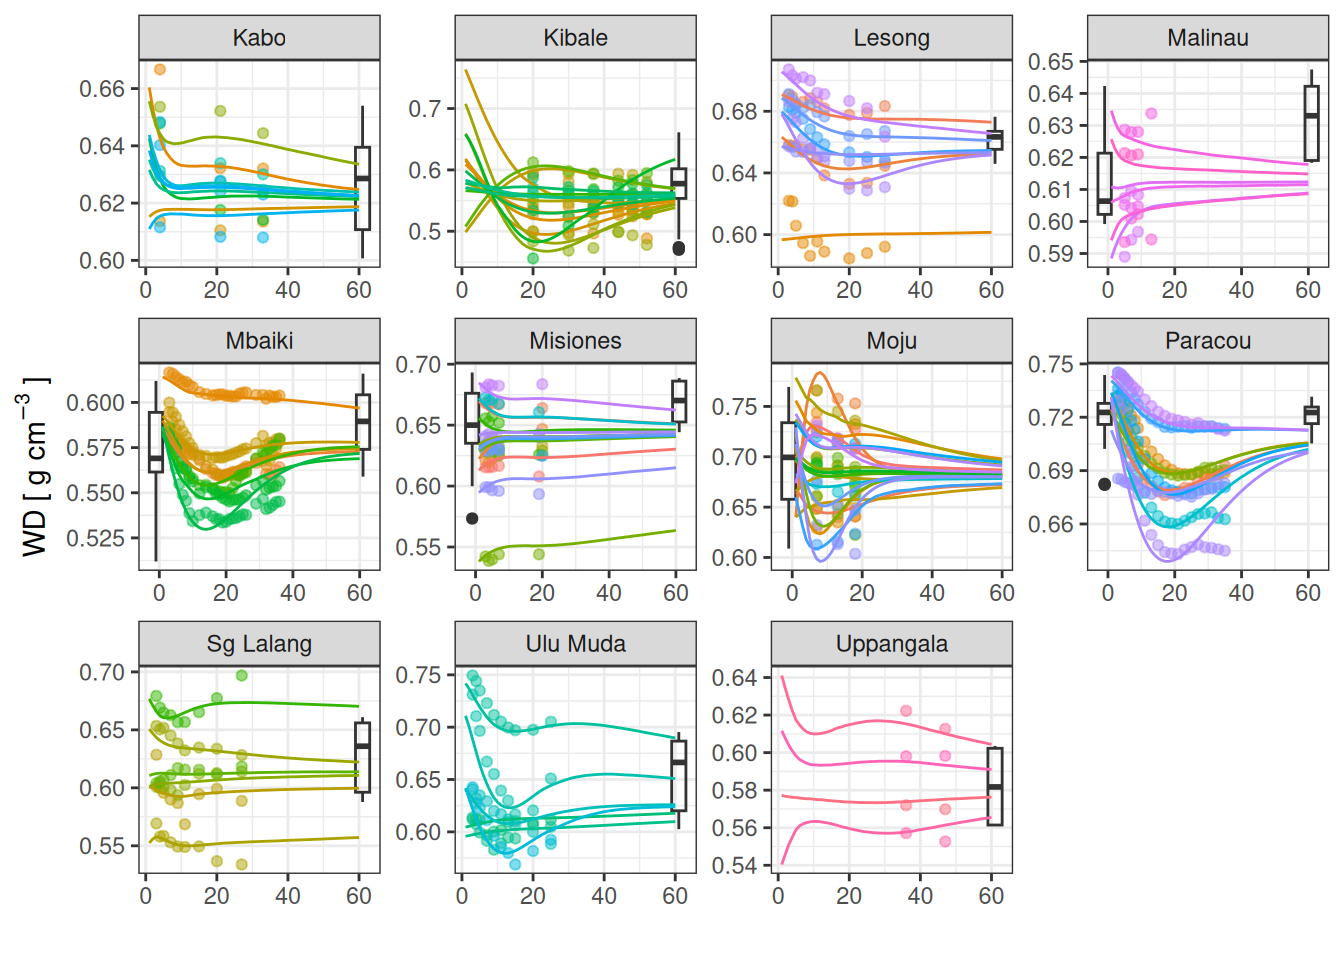 Kabo Kibale Lesong Malinau
0.66 0.64 0.62 0.60
0.7 0.6 0.5
0.68 0.64 0.60
0.65 0.64 0.63 0.62 0.61 0.60 0.59
0 20 40 60 0 20 40 60 0 20 40 60 0 20 40 60
WD [ g cm−3 ]
Mbaiki Misiones Moju Paracou
0.600 0.575 0.550 0.525
0.70 0.65 0.60 0.55
0.75 0.70 0.65 0.60
0.75 0.72 0.69 0.66
0 20 40 60 0 20 40 60 0 20 40 60 0 20 40 60
Sg Lalang Ulu Muda Uppangala
0.70 0.65 0.60 0.55
0.75 0.70 0.65 0.60
0.64 0.62 0.60 0.58 0.56 0.54
0 20 40 60 0 20 40 60 0 20 40 60